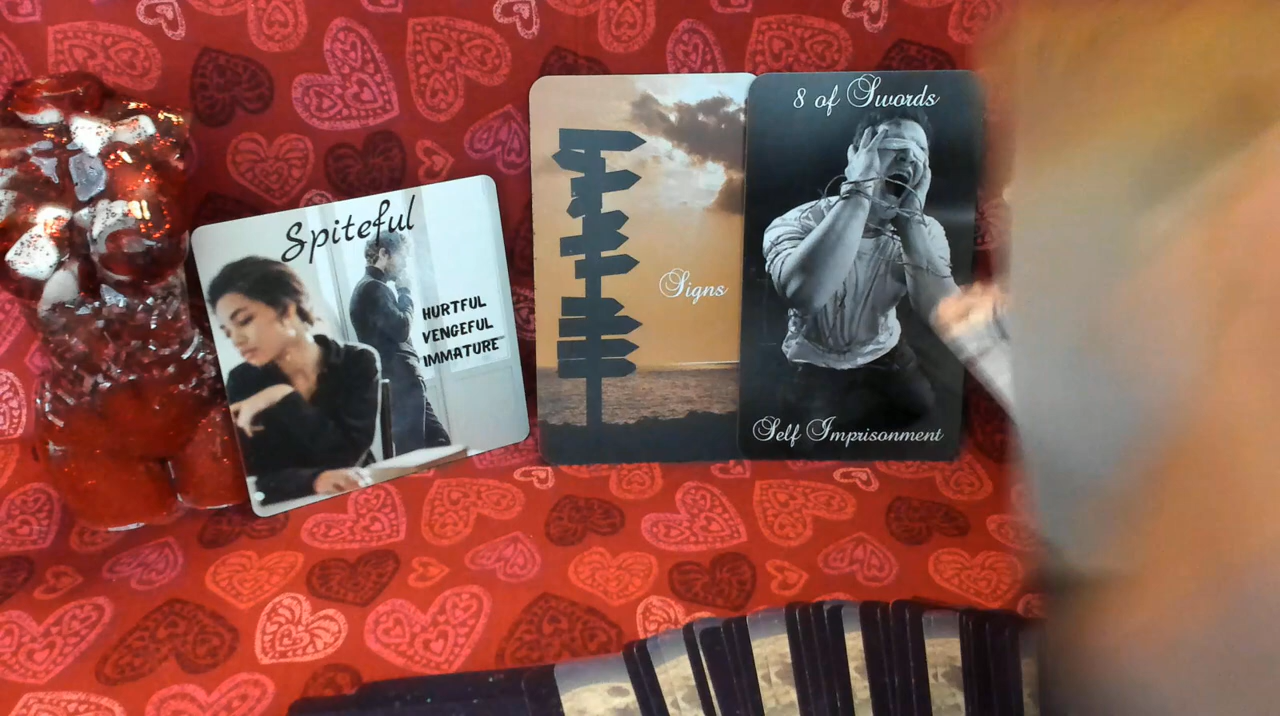 Spiteful
HURTFUL
VENGEFUL
IMMATURE
Signs
8 of Swords
Self Imprisonment